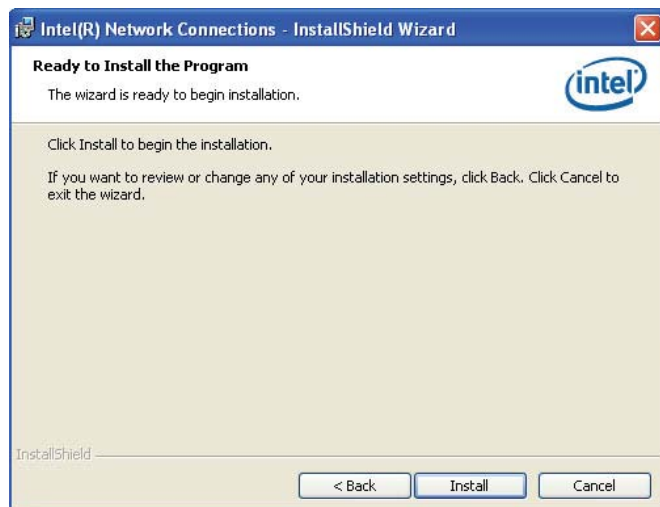 Intel(R) Network Connections - InstallShield Wizard
Ready to Install the Program
The wizard is ready to begin installation.
intel
Click Install to begin the installation.
If you want to review or change any of your installation settings, click Back. Click Cancel to
exit the wizard.
InstallShield
< Back
Install
Cancel